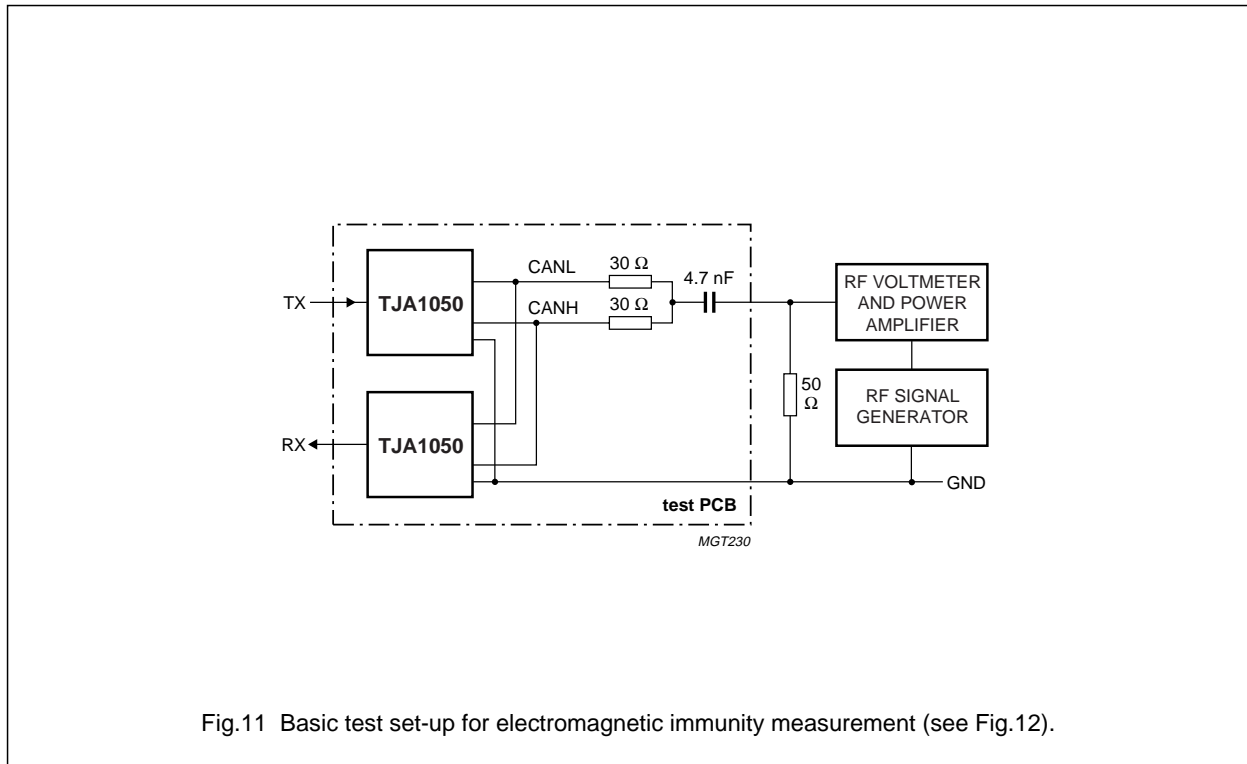 CANL
30 Ω
4.7 nF
RF VOLTMETER
AND POWER
AMPLIFIER
TX
TJA1050
CANH
30 Ω
50
Ω
RF SIGNAL
GENERATOR
RX
TJA1050
GND
test PCB
MGT230
Fig.11 Basic test set-up for electromagnetic immunity measurement (see Fig.12).